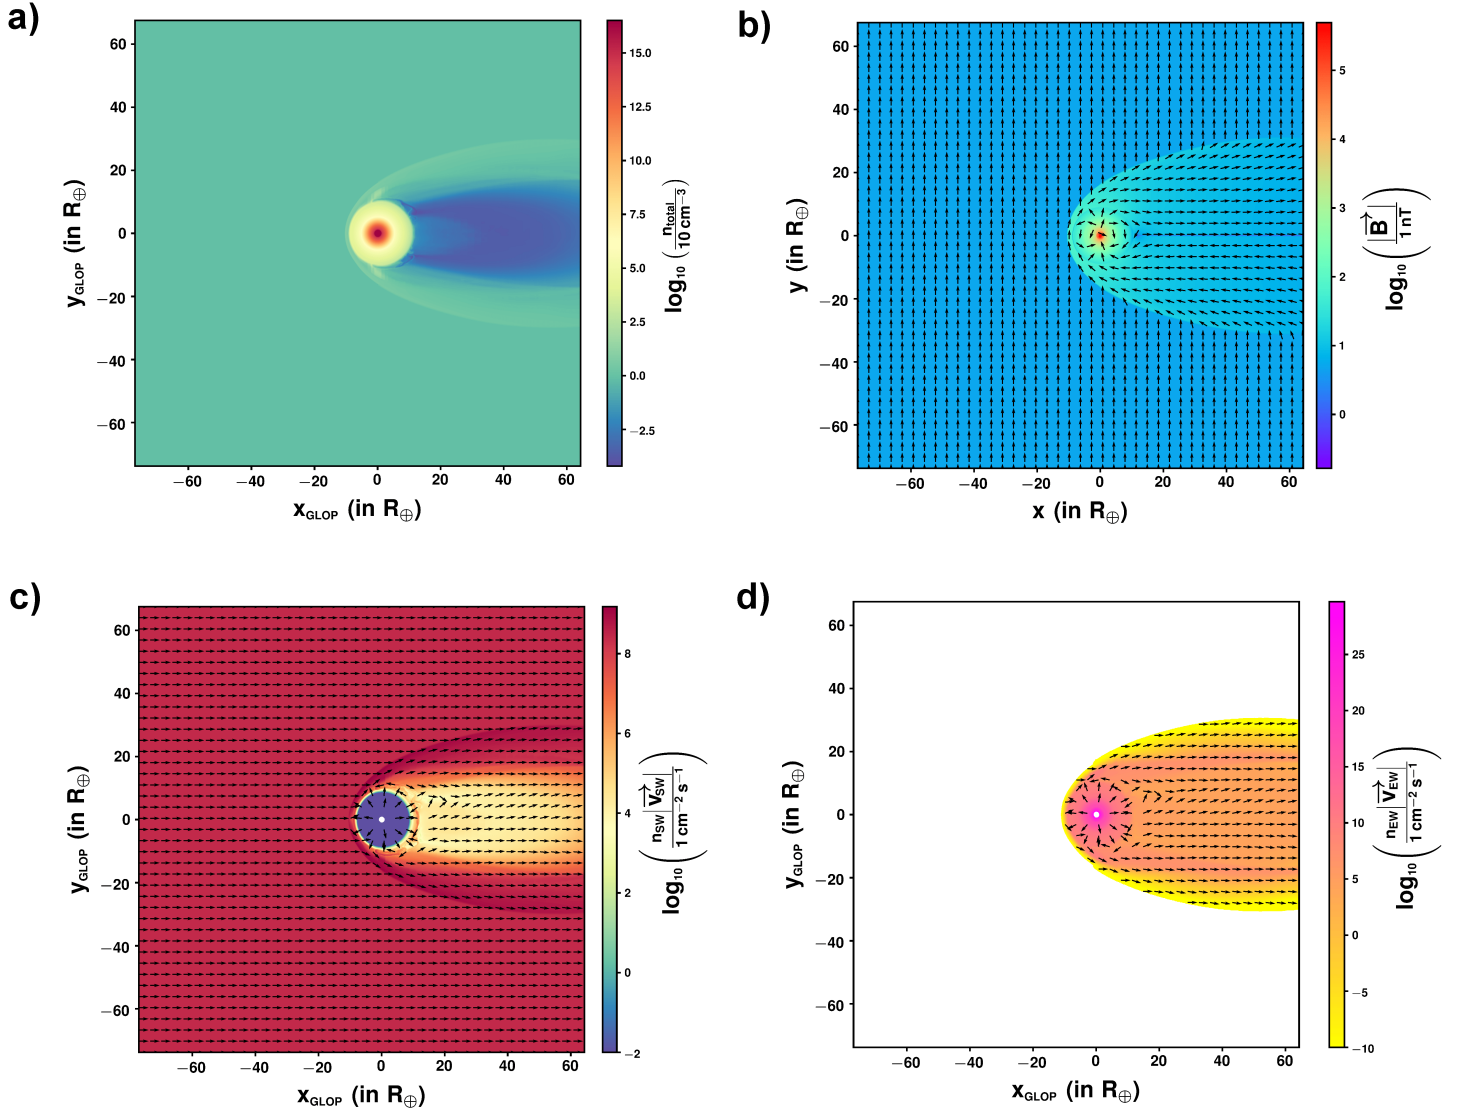 a)
60
40
20
0
−20
−40
−60
−60 −40 −20 0 20 40 60
x_GLOP (in R⊕)
y_GLOP (in R⊕)
15.0
12.5
10.0
7.5
5.0
2.5
0.0
−2.5
log10 (n_total / 10 cm−3)
b)
60
40
20
0
−20
−40
−60
−60 −40 −20 0 20 40 60
x (in R⊕)
y (in R⊕)
5
4
3
2
1
0
log10 (|B⃗| / 1 nT)
c)
60
40
20
0
−20
−40
−60
−60 −40 −20 0 20 40 60
x_GLOP (in R⊕)
y_GLOP (in R⊕)
8
6
4
2
0
−2
log10 (n_SW |V⃗_SW| / 1 cm−2 s−1)
d)
60
40
20
0
−20
−40
−60
−60 −40 −20 0 20 40 60
x_GLOP (in R⊕)
y_GLOP (in R⊕)
25
20
15
10
5
0
−5
−10
log10 (n_EW |V⃗_EW| / 1 cm−2 s−1)